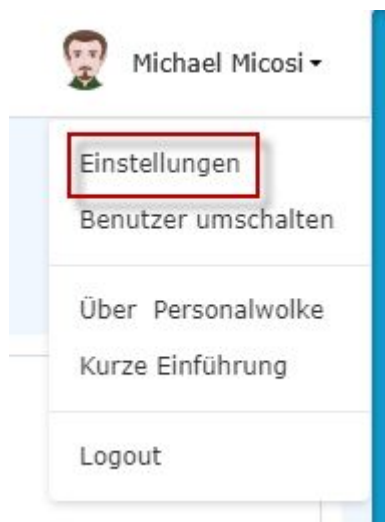 Michael Micosi
Einstellungen
Benutzer umschalten
Über Personalwolke
Kurze Einführung
Logout